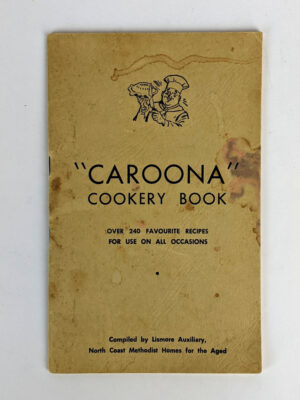 "CAROONA"
COOKERY BOOK
OVER 240 FAVOURITE RECIPES
FOR USE ON ALL OCCASIONS
Compiled by Lismore Auxiliary,
North Coast Methodist Homes for the Aged